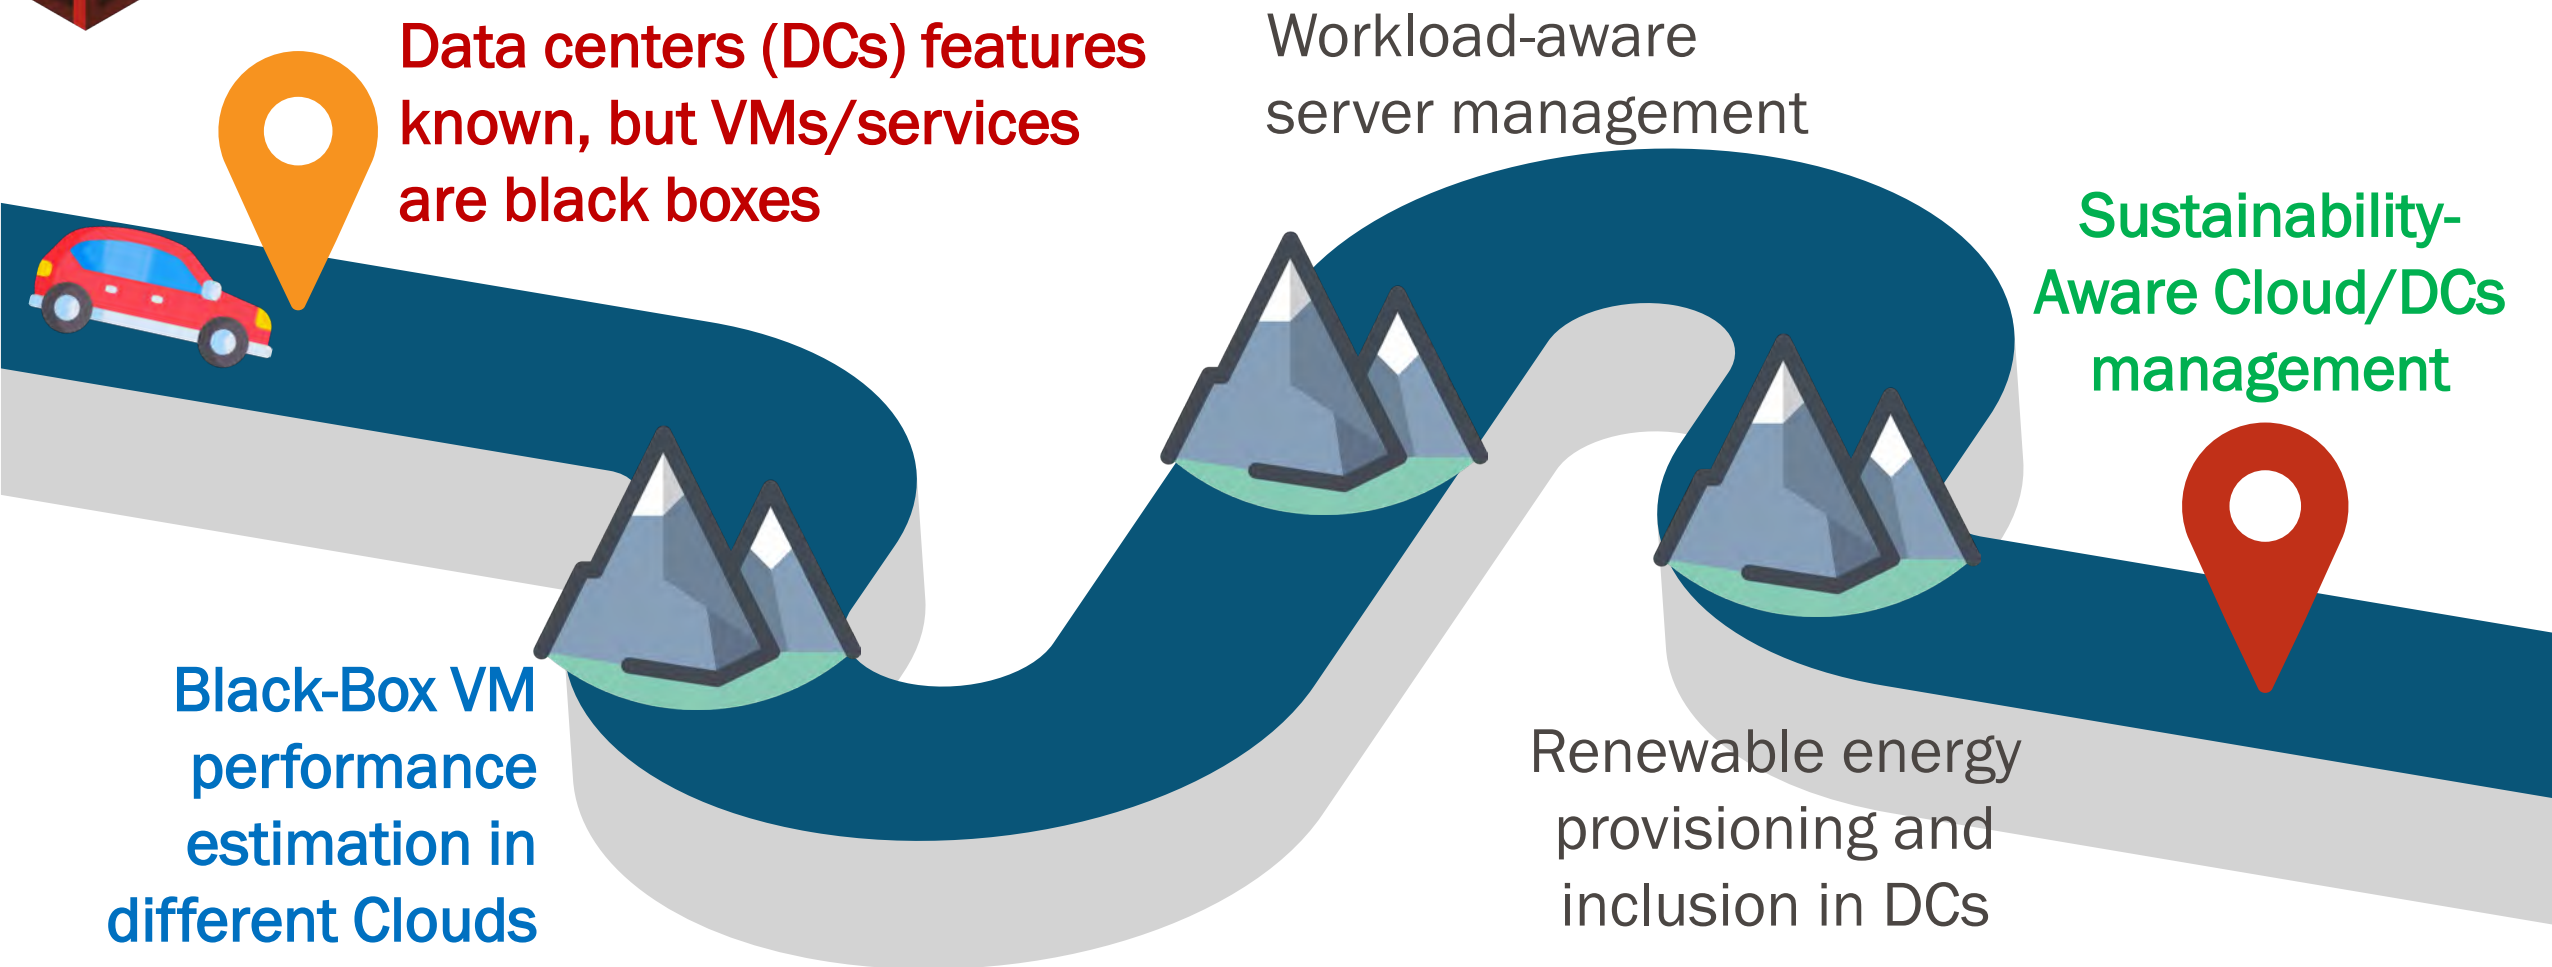 Data centers (DCs) features
known, but VMs/services
are black boxes
Workload-aware
server management
Sustainability-
Aware Cloud/DCs
management
Black-Box VM
performance
estimation in
different Clouds
Renewable energy
provisioning and
inclusion in DCs